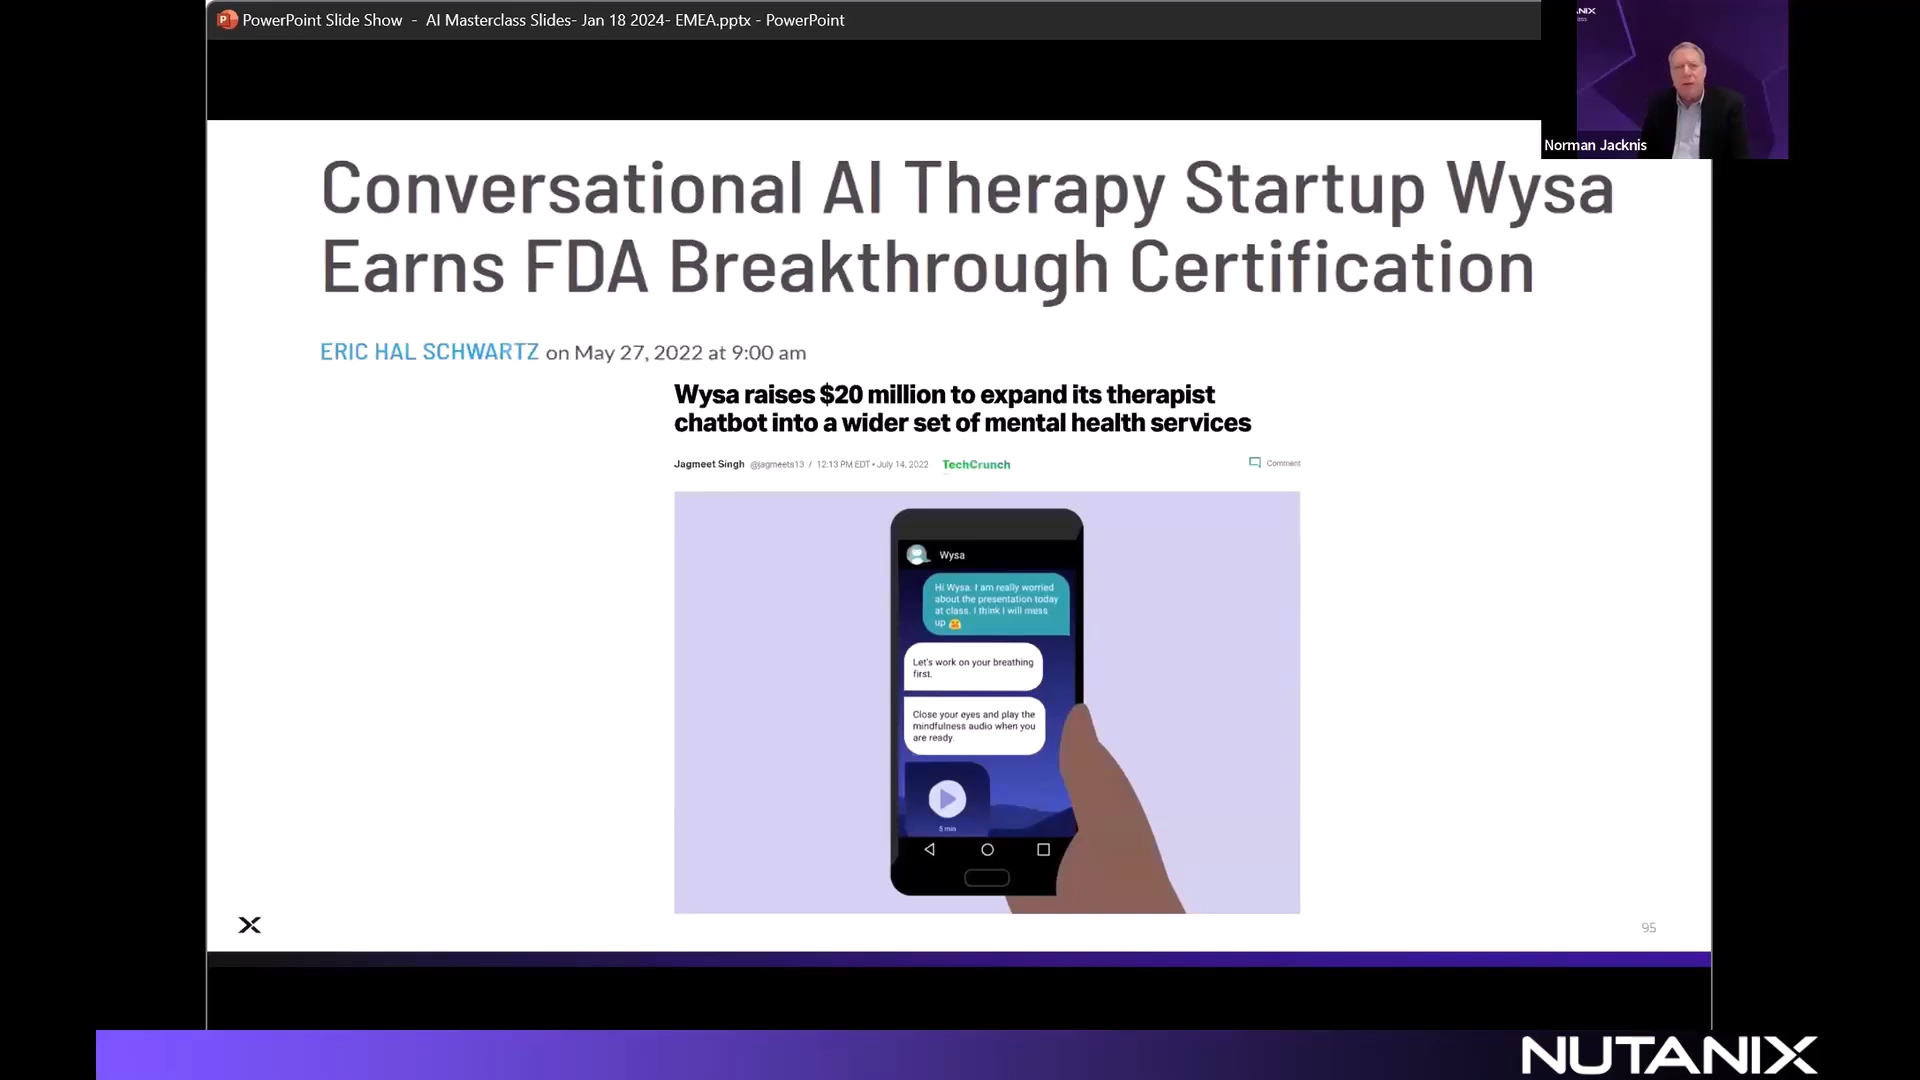 PowerPoint Slide Show - AI Masterclass Slides- Jan 18 2024- EMEA.pptx - PowerPoint
Norman Jacknis
Conversational AI Therapy Startup Wysa
Earns FDA Breakthrough Certification
ERIC HAL SCHWARTZ on May 27, 2022 at 9:00 am
Wysa raises $20 million to expand its therapist
chatbot into a wider set of mental health services
Jagmeet Singh @jagmeets13 / 12:13 PM EDT • July 14, 2022 TechCrunch Comment
Wysa
Hi Wysa. I am really worried
about the presentation today
at class. I think I will mess
up
Let's work on your breathing
first.
Close your eyes and play the
mindfulness audio when you
are ready.
5 min
95
NUTANIX